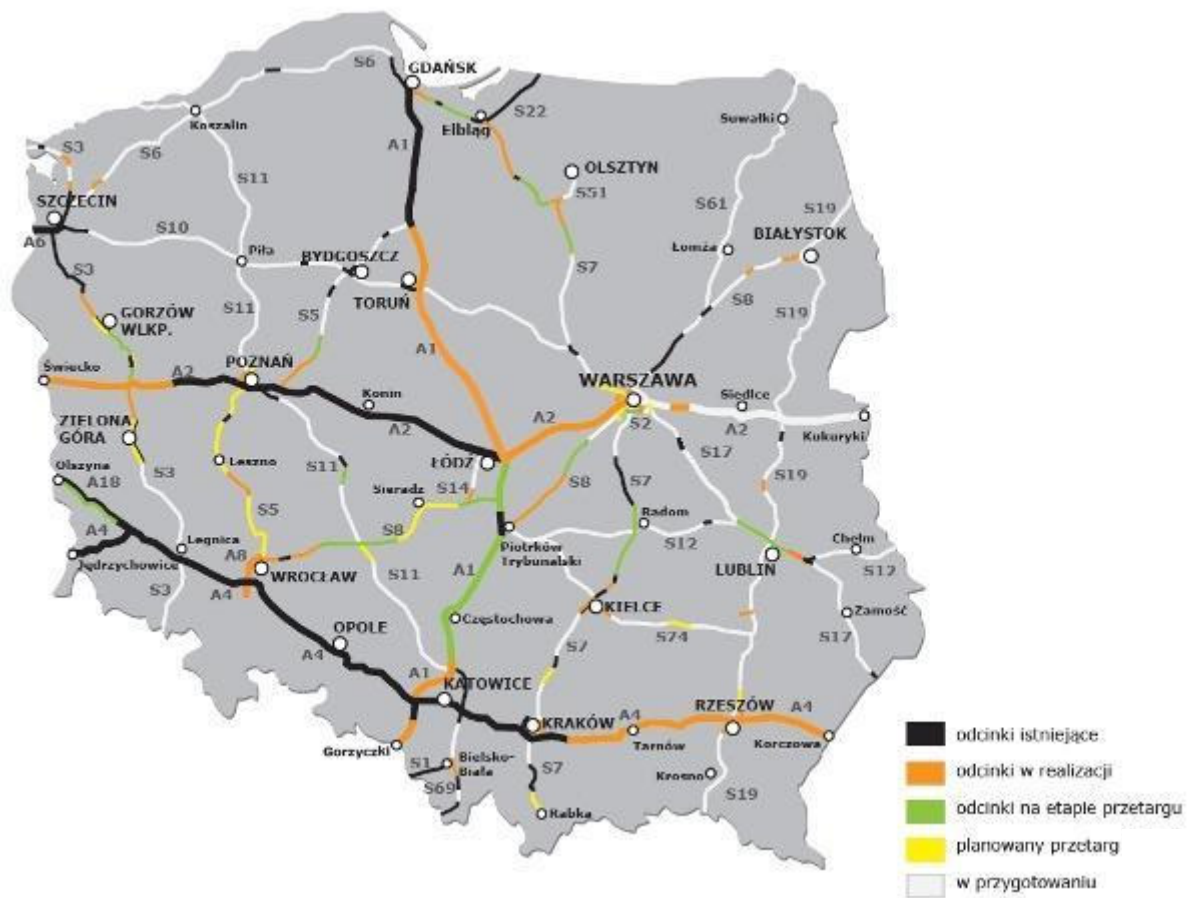 S6
GDAŃSK
S22
Koszalin
Elbląg
Suwałki
S3
S6
A1
S11
OLSZTYN
S51
S61
S19
SZCZECIN
S10
Łomża
BIAŁYSTOK
A6
Piła
BYDGOSZCZ
S7
S3
TORUŃ
S8
S19
GORZÓW
WLKP.
S11
S5
A1
Świecko
A2
POZNAŃ
WARSZAWA
Konin
Siedlce
ZIELONA
GÓRA
A2
A2
S2
A2
Kukuryki
S17
Olszyna
S3
Leszno
S11
ŁÓDŹ
S14
S8
S7
S19
A18
Sieradz
S5
S8
Radom
A4
Legnica
A8
Piotrków
Trybunalski
S12
Chełm
Jędrzychowice
WROCŁAW
S11
A1
LUBLIN
S12
S3
A4
KIELCE
Zamość
OPOLE
Częstochowa
S74
S17
A4
S7
A1
KATOWICE
RZESZÓW
KRAKÓW
A4
A4
Gorzyczki
Tarnów
Korczowa
S1
Bielsko-
Biała
S7
Krosno
S69
S19
Rabka
odcinki istniejące
odcinki w realizacji
odcinki na etapie przetargu
planowany przetarg
w przygotowaniu